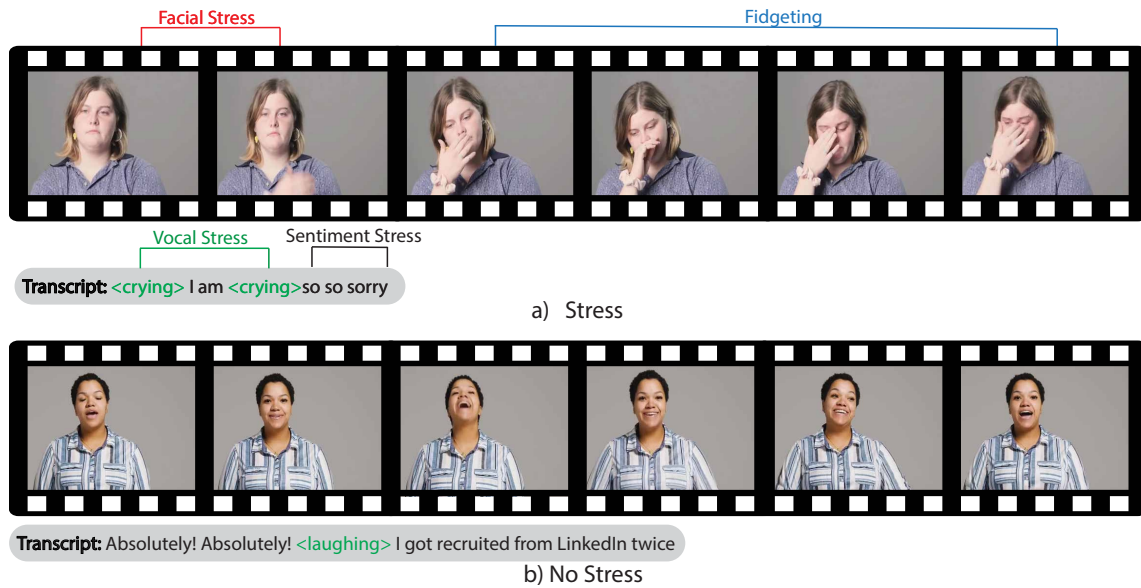 Facial Stress
Fidgeting
Vocal Stress
Sentiment Stress
Transcript: <crying> I am <crying>so so sorry
a) Stress
Transcript: Absolutely! Absolutely! <laughing> I got recruited from LinkedIn twice
b) No Stress